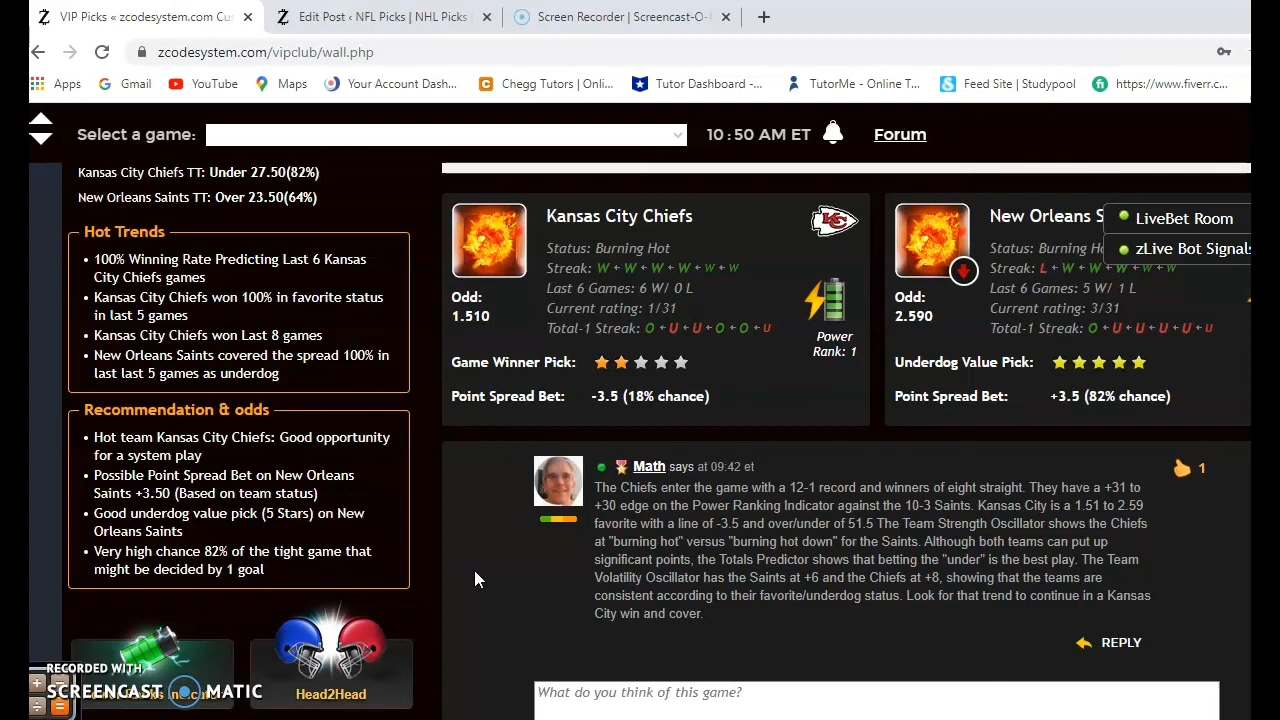 VIP Picks « zcodesystem.com Cus
Edit Post ‹ NFL Picks | NHL Picks
Screen Recorder | Screencast-O-
zcodesystem.com/vipclub/wall.php
Apps
Gmail
YouTube
Maps
Your Account Dash...
Chegg Tutors | Onli...
Tutor Dashboard -...
TutorMe - Online T...
Feed Site | Studypool
https://www.fiverr.c...
Select a game:
10:50 AM ET
Forum
Kansas City Chiefs TT: Under 27.50(82%)
New Orleans Saints TT: Over 23.50(64%)
Hot Trends
• 100% Winning Rate Predicting Last 6 Kansas
City Chiefs games
• Kansas City Chiefs won 100% in favorite status
in last 5 games
• Kansas City Chiefs won Last 8 games
• New Orleans Saints covered the spread 100% in
last last 5 games as underdog
Recommendation & odds
• Hot team Kansas City Chiefs: Good opportunity
for a system play
• Possible Point Spread Bet on New Orleans
Saints +3.50 (Based on team status)
• Good underdog value pick (5 Stars) on New
Orleans Saints
• Very high chance 82% of the tight game that
might be decided by 1 goal
Head2Head
RECORDED WITH
SCREENCAST MATIC
Kansas City Chiefs
KC
Status: Burning Hot
Streak: W - W - W - W - W - W
Last 6 Games: 6 W/ 0 L
Current rating: 1/31
Total-1 Streak: O - U - U - O - O - U
Odd:
1.510
Power
Rank: 1
Game Winner Pick:
Point Spread Bet: -3.5 (18% chance)
New Orleans S
Status: Burning Ho
Streak: L - W - W - W - W - W
Last 6 Games: 5 W/ 1 L
Current rating: 3/31
Total-1 Streak: O - U - U - U - U - U
Odd:
2.590
Underdog Value Pick:
Point Spread Bet: +3.5 (82% chance)
LiveBet Room
zLive Bot Signals
Math says at 09:42 et
1
The Chiefs enter the game with a 12-1 record and winners of eight straight. They have a +31 to
+30 edge on the Power Ranking Indicator against the 10-3 Saints. Kansas City is a 1.51 to 2.59
favorite with a line of -3.5 and over/under of 51.5 The Team Strength Oscillator shows the Chiefs
at "burning hot" versus "burning hot down" for the Saints. Although both teams can put up
significant points, the Totals Predictor shows that betting the "under" is the best play. The Team
Volatility Oscillator has the Saints at +6 and the Chiefs at +8, showing that the teams are
consistent according to their favorite/underdog status. Look for that trend to continue in a Kansas
City win and cover.
REPLY
What do you think of this game?